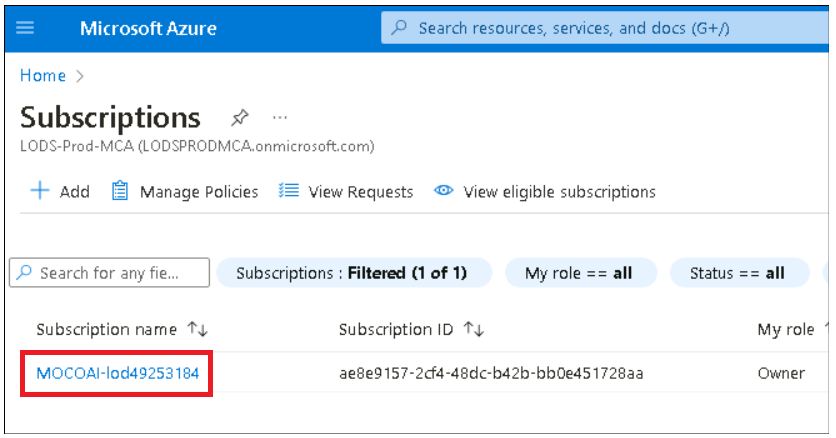 Microsoft Azure
Search resources, services, and docs (G+/)
Home >
Subscriptions
LODS-Prod-MCA (LODSPRODMCA.onmicrosoft.com)
Add Manage Policies View Requests View eligible subscriptions
Search for any fie... Subscriptions : Filtered (1 of 1) My role == all Status == all
Subscription name ↑↓ Subscription ID ↑↓ My role ↑
MOCOAI-lod49253184 ae8e9157-2cf4-48dc-b42b-bb0e451728aa Owner